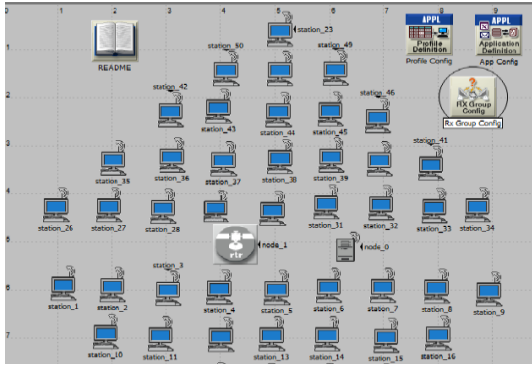 0 1 2 3 4 5 6 7 8 9
1
2
3
4
5
6
7
README
station_23
APPL
Profile
Definition
Profile Config
APPL
Application
Definition
App Config
station_50
station_49
RX Group
Config
Rx Group Config
station_42
station_46
station_43
station_44
station_45
station_41
station_35
station_36
station_37
station_38
station_39
station_26
station_27
station_28
station_31
station_32
station_33
station_34
rtr
node_1
node_0
station_3
station_1
station_2
station_4
station_5
station_6
station_7
station_8
station_9
station_10
station_11
station_13
station_14
station_15
station_16